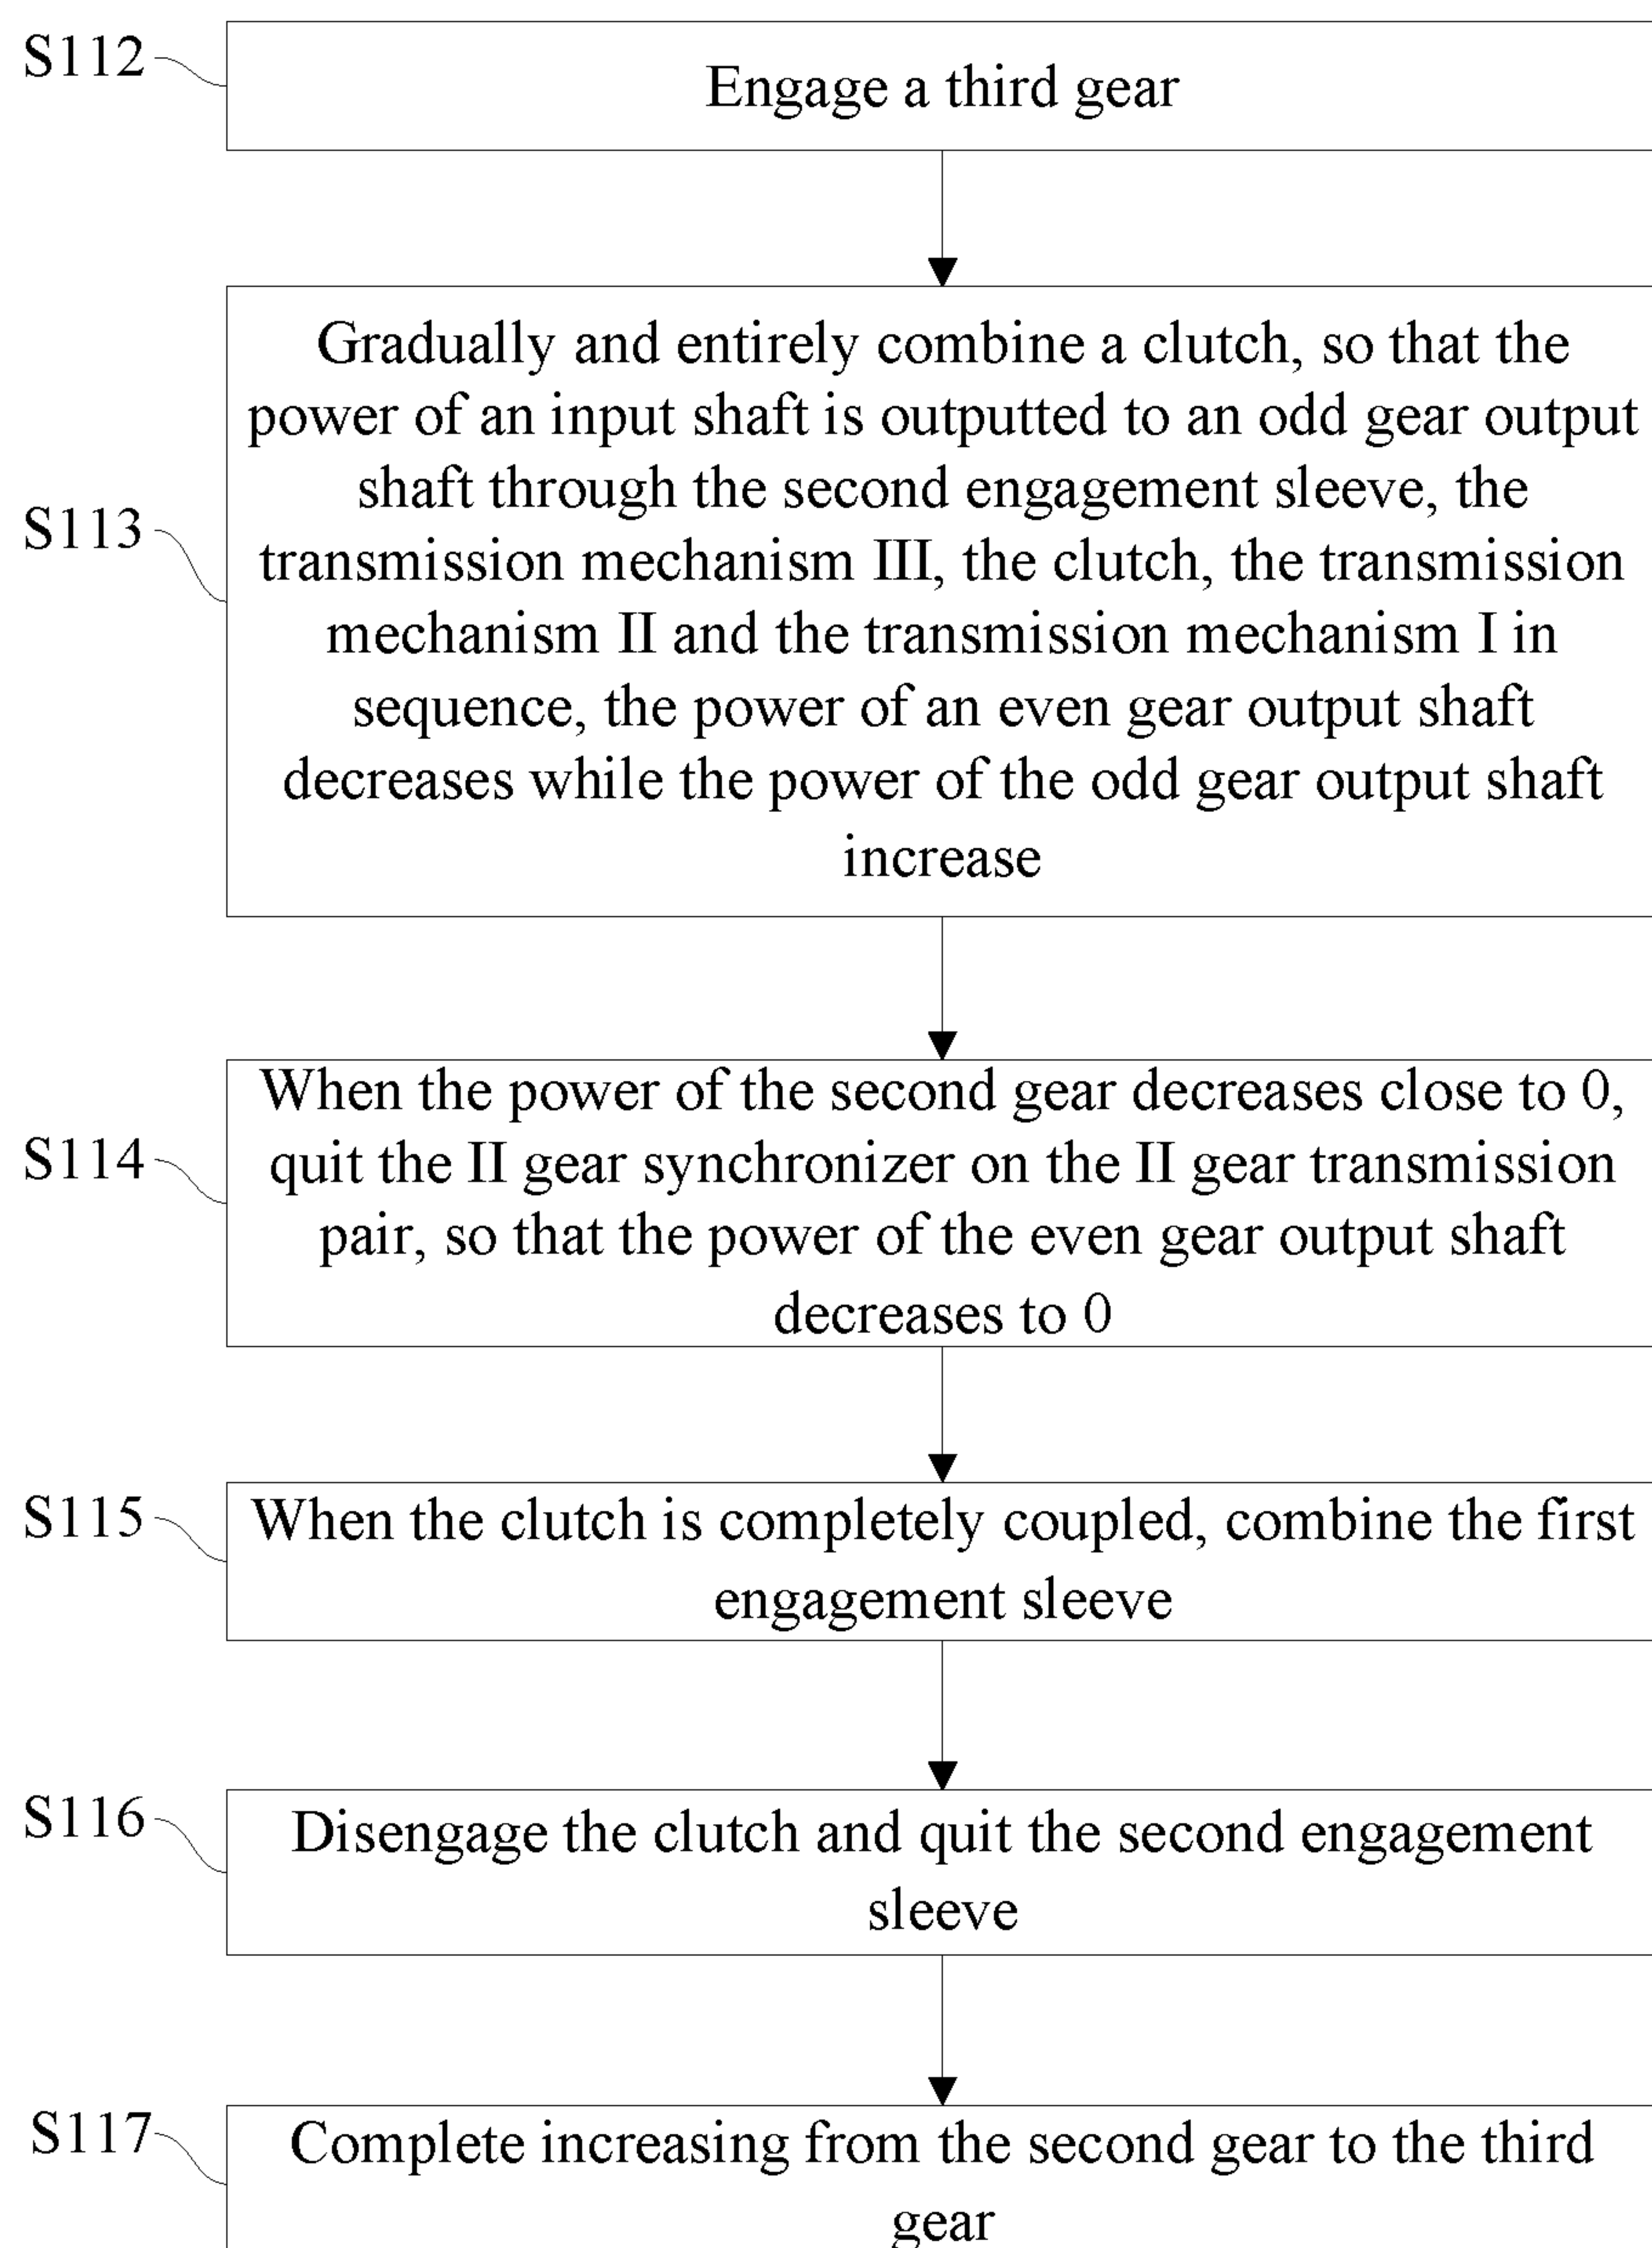 S112
Engage a third gear
S113
Gradually and entirely combine a clutch, so that the
power of an input shaft is outputted to an odd gear output
shaft through the second engagement sleeve, the
transmission mechanism III, the clutch, the transmission
mechanism II and the transmission mechanism I in
sequence, the power of an even gear output shaft
decreases while the power of the odd gear output shaft
increase
S114
When the power of the second gear decreases close to 0,
quit the II gear synchronizer on the II gear transmission
pair, so that the power of the even gear output shaft
decreases to 0
S115
When the clutch is completely coupled, combine the first
engagement sleeve
S116
Disengage the clutch and quit the second engagement
sleeve
S117
Complete increasing from the second gear to the third
gear